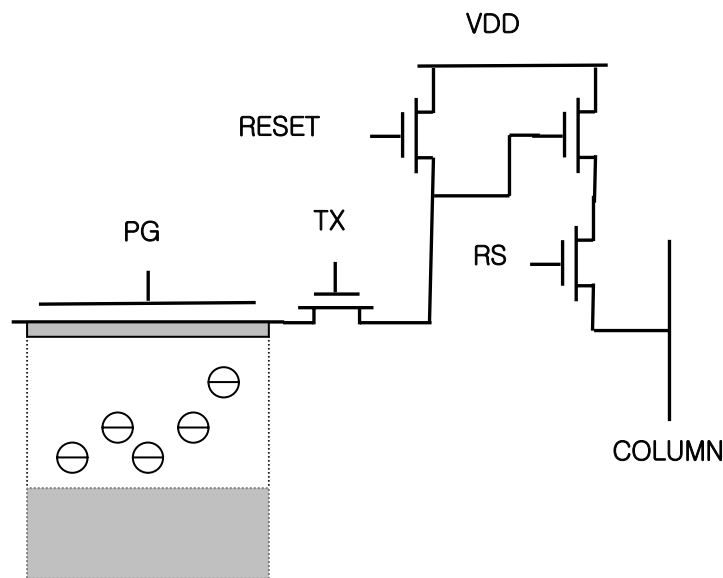 VDD
RESET
TX
PG
RS
COLUMN